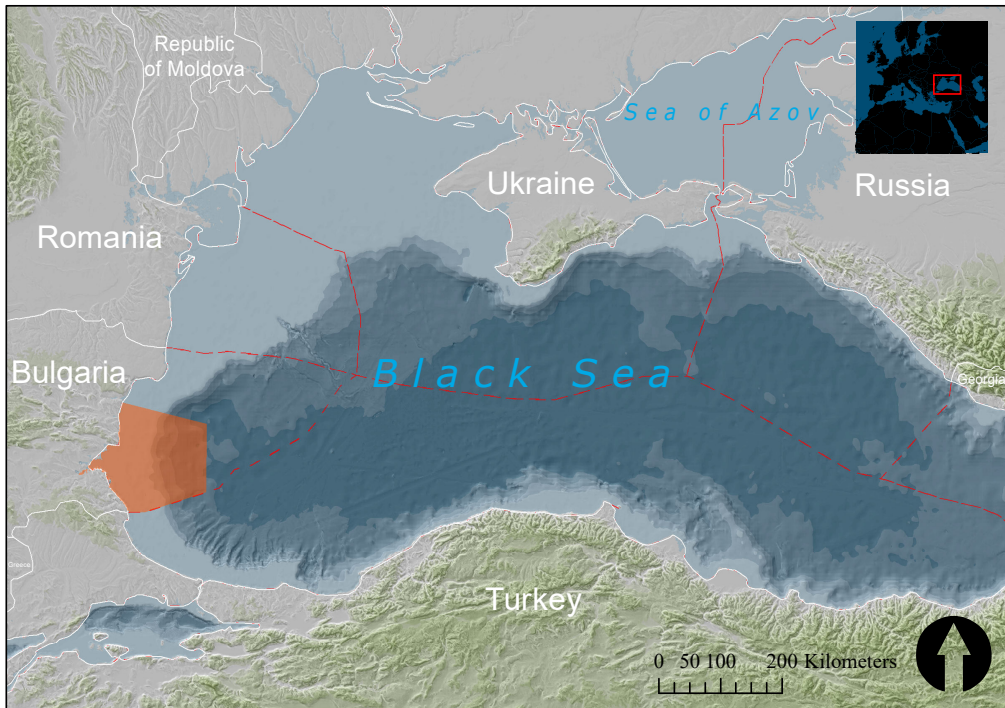 Republic
of Moldova
Sea of Azov
Ukraine
Russia
Romania
Black Sea
Bulgaria
Georgia
Greece
Turkey
0 50 100 200 Kilometers